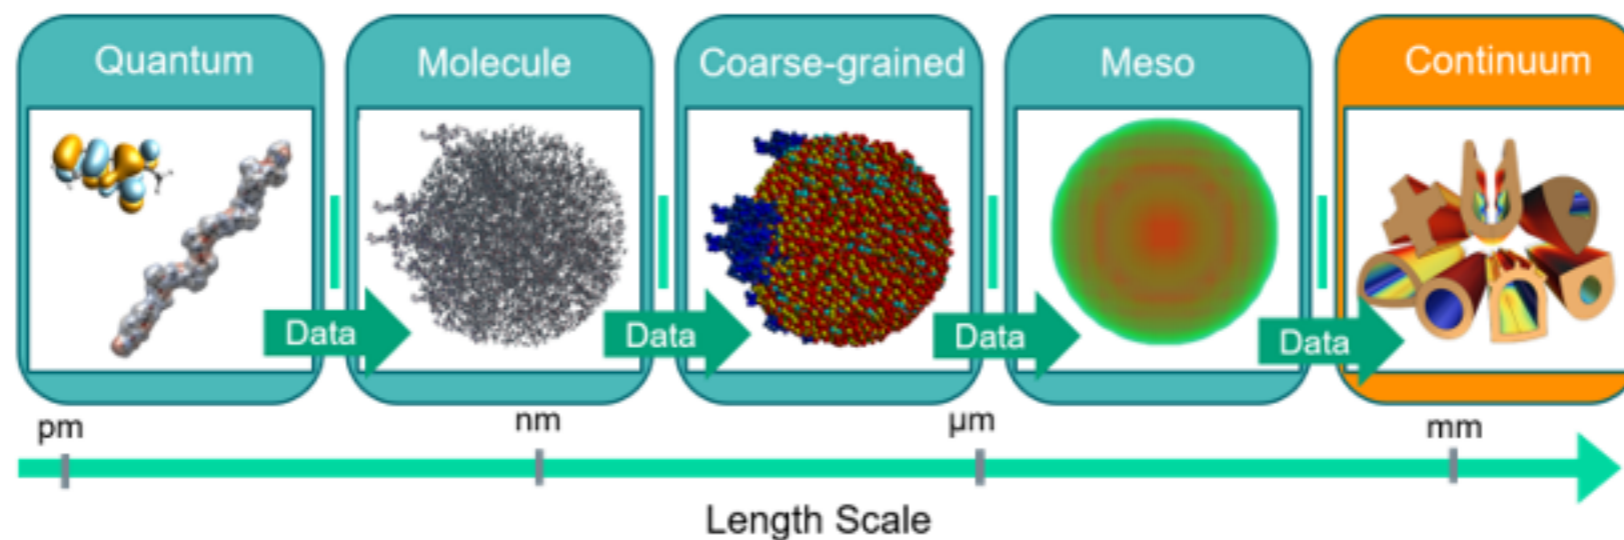 Quantum
Molecule
Coarse-grained
Meso
Continuum
Data
Data
Data
Data
pm
nm
µm
mm
Length Scale